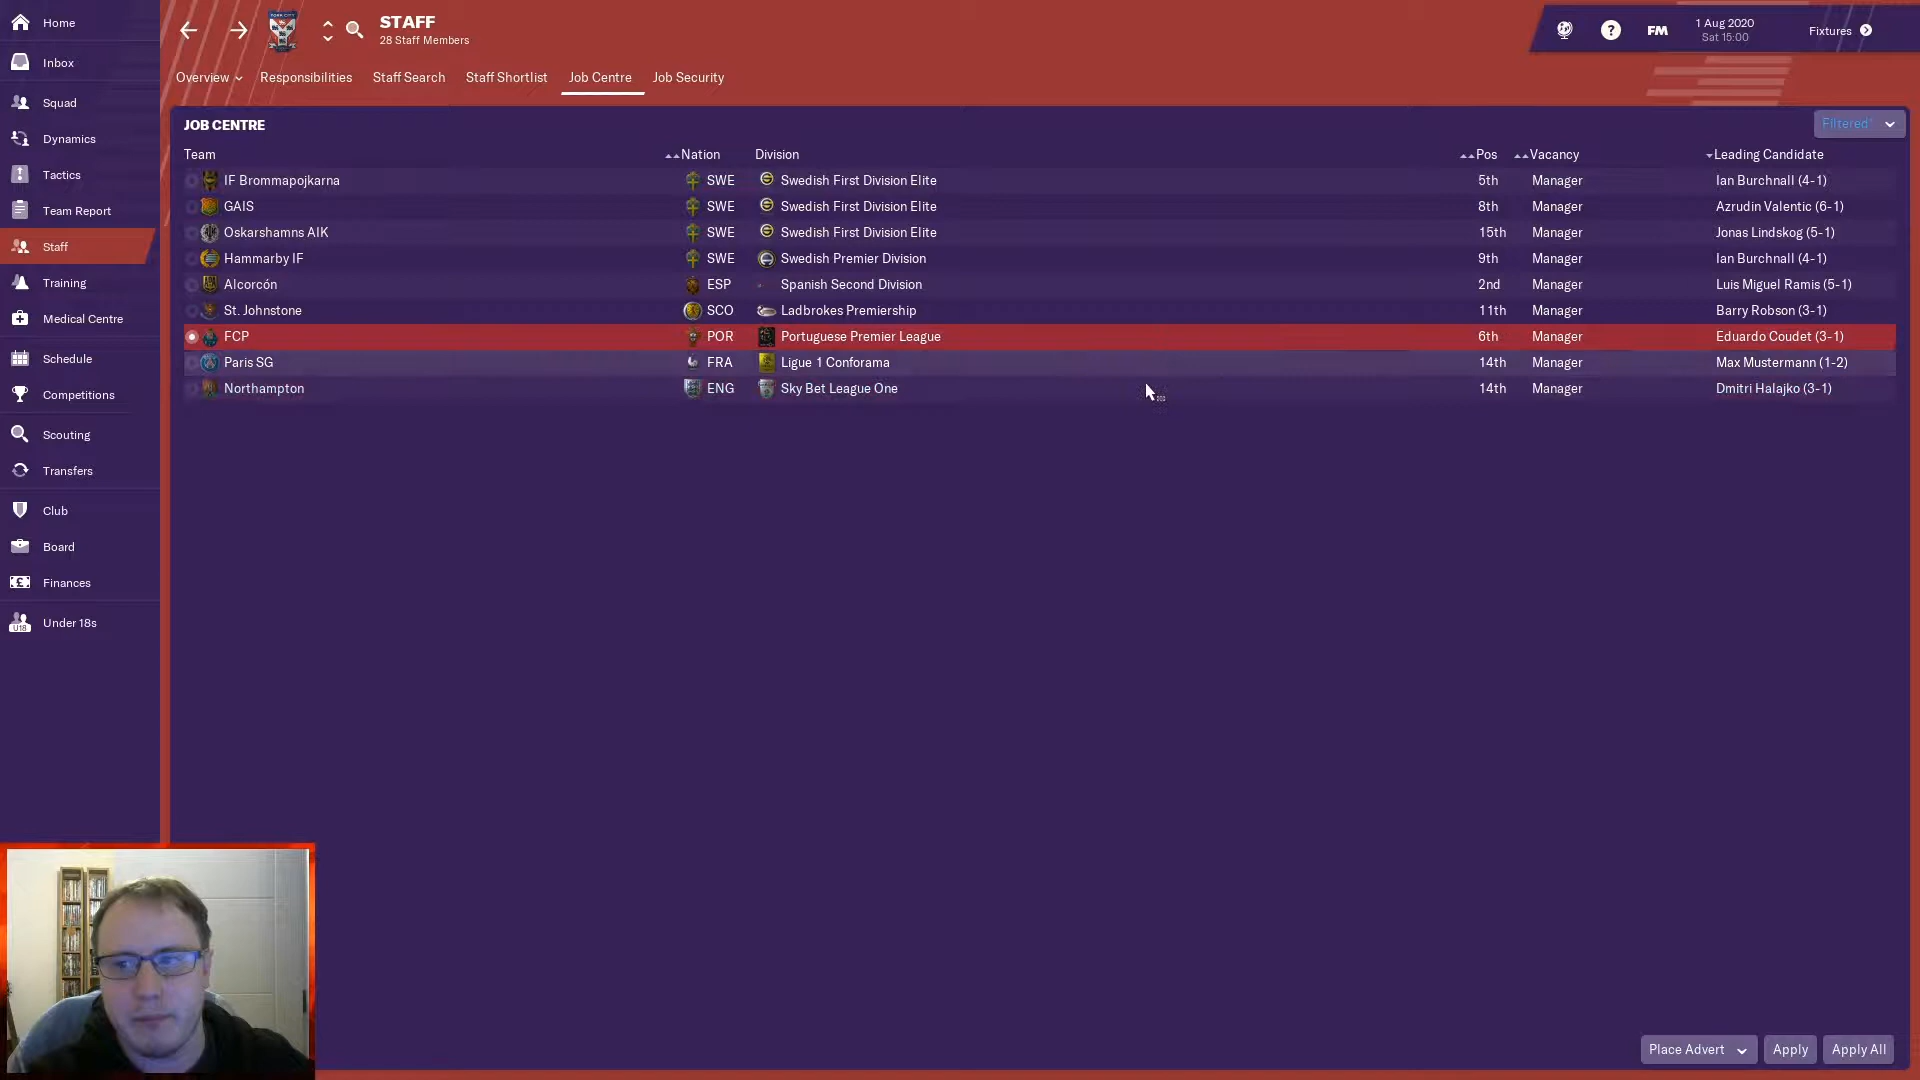 Home
Inbox
Squad
Dynamics
Tactics
Team Report
Staff
Training
Medical Centre
Schedule
Competitions
Scouting
Transfers
Club
Board
Finances
U18 Under 18s
YORK CITY
STAFF
28 Staff Members
FM
1 Aug 2020
Sat 15:00
Fixtures
Overview Responsibilities Staff Search Staff Shortlist Job Centre Job Security
JOB CENTRE
Filtered*
Team Nation Division Pos Vacancy Leading Candidate
IF Brommapojkarna SWE Swedish First Division Elite 5th Manager Ian Burchnall (4-1)
GAIS SWE Swedish First Division Elite 8th Manager Azrudin Valentic (6-1)
Oskarshamns AIK SWE Swedish First Division Elite 15th Manager Jonas Lindskog (5-1)
Hammarby IF SWE Swedish Premier Division 9th Manager Ian Burchnall (4-1)
Alcorcón ESP Spanish Second Division 2nd Manager Luis Miguel Ramis (5-1)
St. Johnstone SCO Ladbrokes Premiership 11th Manager Barry Robson (3-1)
FCP POR Portuguese Premier League 6th Manager Eduardo Coudet (3-1)
Paris SG FRA Ligue 1 Conforama 14th Manager Max Mustermann (1-2)
Northampton ENG Sky Bet League One 14th Manager Dmitri Halajko (3-1)
Place Advert
Apply
Apply All